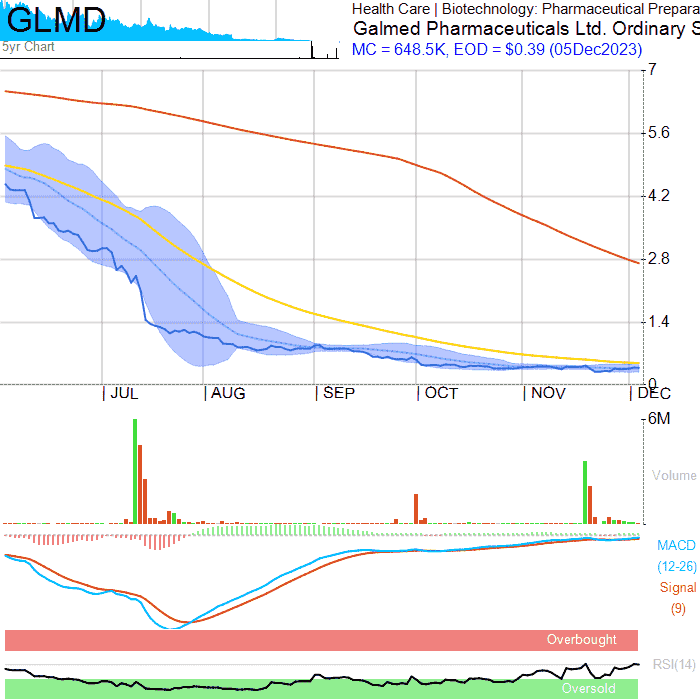 GLMD
5yr Chart
Health Care | Biotechnology: Pharmaceutical Prepara
Galmed Pharmaceuticals Ltd. Ordinary S
MC = 648.5K, EOD = $0.39 (05Dec2023)
7
5.6
4.2
2.8
1.4
0
JUL AUG SEP OCT NOV DEC
6M
Volume
MACD
(12-26)
Signal
(9)
Overbought
RSI(14)
Oversold